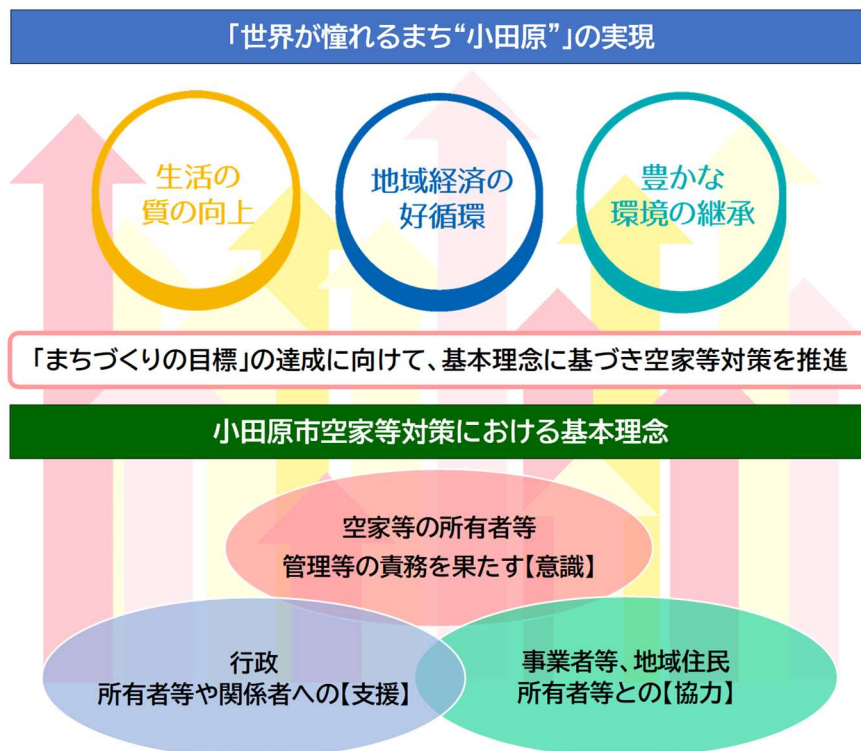 「世界が憧れるまち“小田原”」の実現
生活の
質の向上
地域経済の
好循環
豊かな
環境の継承
「まちづくりの目標」の達成に向けて、基本理念に基づき空家等対策を推進
小田原市空家等対策における基本理念
空家等の所有者等
管理等の責務を果たす【意識】
行政
所有者等や関係者への【支援】
事業者等、地域住民
所有者等との【協力】